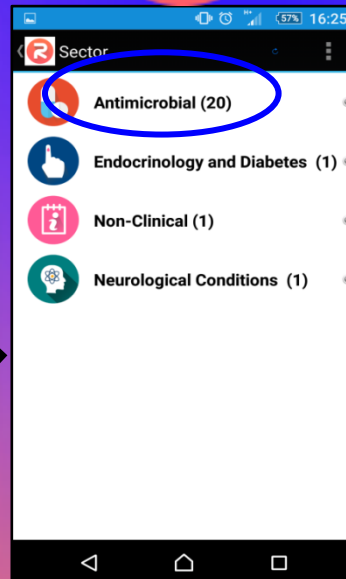 57% 16:25
Sector
Antimicrobial (20)
Endocrinology and Diabetes (1)
Non-Clinical (1)
Neurological Conditions (1)